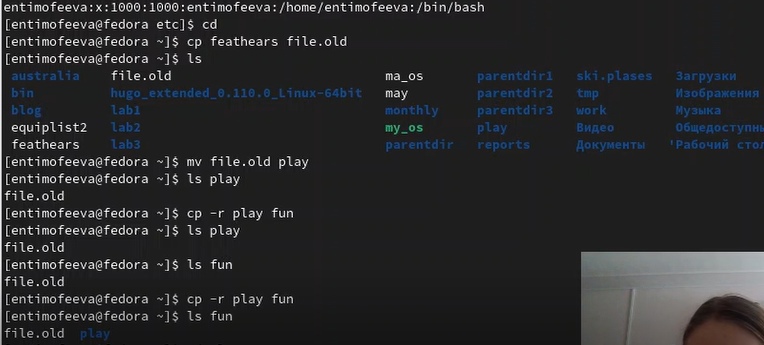 entimofeeva:x:1000:1000:entimofeeva:/home/entimofeeva:/bin/bash
[entimofeeva@fedora etc]$ cd
[entimofeeva@fedora ~]$ cp feathears file.old
[entimofeeva@fedora ~]$ ls
australia file.old ma_os parentdir1 ski.plases Загрузки
bin hugo_extended_0.110.0_Linux-64bit may parentdir2 tmp Изображения
blog lab1 monthly parentdir3 work Музыка
equiplist2 lab2 my_os play Видео Общедоступн
feathears lab3 parentdir reports Документы 'Рабочий стол
[entimofeeva@fedora ~]$ mv file.old play
[entimofeeva@fedora ~]$ ls play
file.old
[entimofeeva@fedora ~]$ cp -r play fun
[entimofeeva@fedora ~]$ ls play
file.old
[entimofeeva@fedora ~]$ ls fun
file.old
[entimofeeva@fedora ~]$ cp -r play fun
[entimofeeva@fedora ~]$ ls fun
file.old play